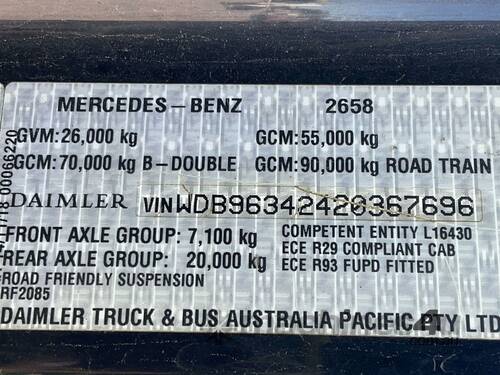 MERCEDES-BENZ 2658
GVM: 26,000 kg GCM: 55,000 kg
GCM: 70,000 kg B-DOUBLE GCM: 90,000 kg ROAD TRAIN
DAIMLER VIN WDB96342420367696
FRONT AXLE GROUP: 7,100 kg COMPETENT ENTITY L16430
REAR AXLE GROUP: 20,000 kg ECE R29 COMPLIANT CAB
ROAD FRIENDLY SUSPENSION ECE R93 FUPD FITTED
RF2085
DAIMLER TRUCK & BUS AUSTRALIA PACIFIC PTY LTD